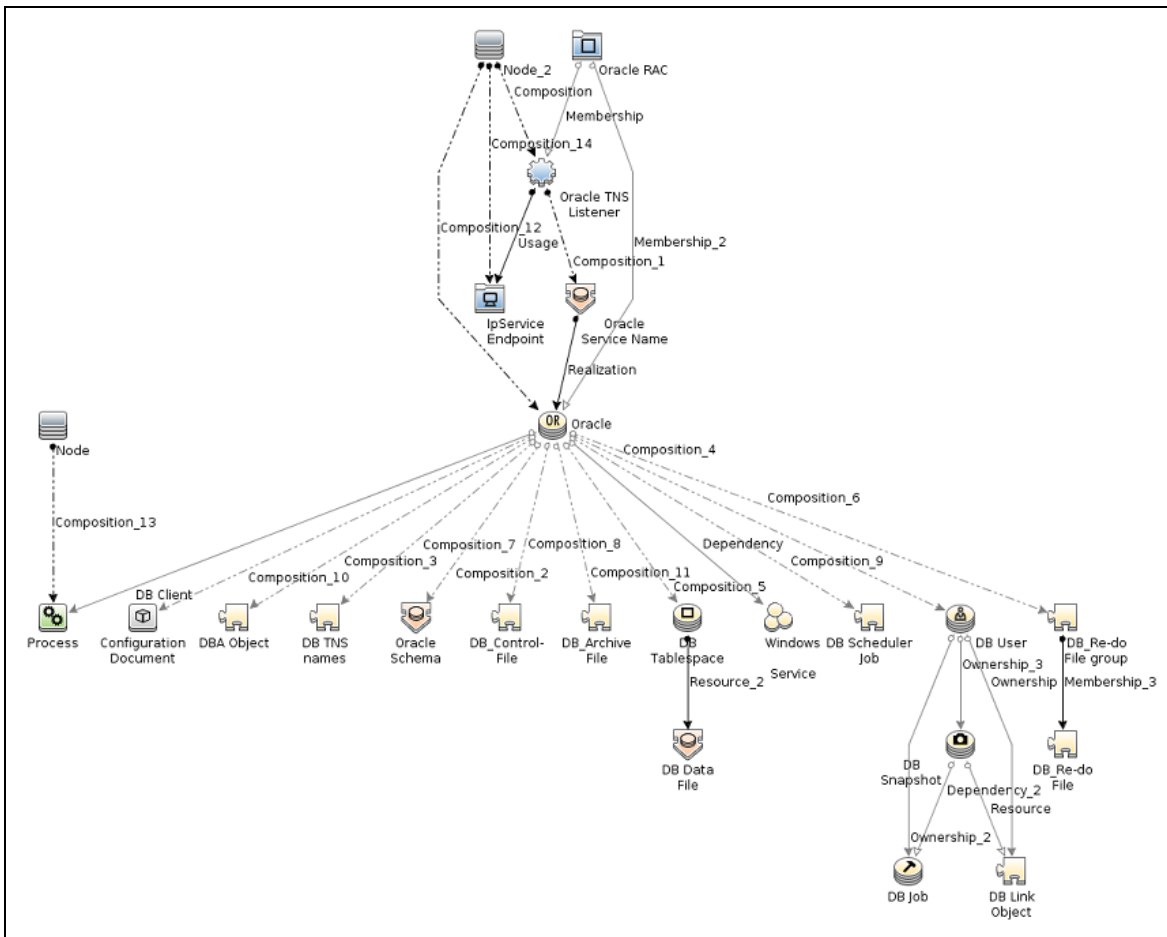 Node_2
Oracle RAC
Composition
Membership
Composition_14
Oracle TNS
Listener
Composition_12
Usage
Membership_2
Composition_1
IpService
Endpoint
Oracle
Service Name
Realization
OR
Oracle
Node
Composition_4
Composition_6
Composition_13
Composition_7
Composition_8
Dependency
Composition_9
Composition_3
Composition_10
Composition_2
Composition_11
Composition_5
DB Client
Process
Configuration
Document
DBA Object
DB TNS
names
Oracle
Schema
DB_Control-
File
DB_Archive
File
DB
Tablespace
Windows
Service
DB Scheduler
Job
DB User
DB_Re-do
File group
Ownership_3
Ownership
Membership_3
Resource_2
DB Data
File
DB
Snapshot
DB_Re-do
File
Dependency_2
Resource
Ownership_2
DB Job
DB Link
Object